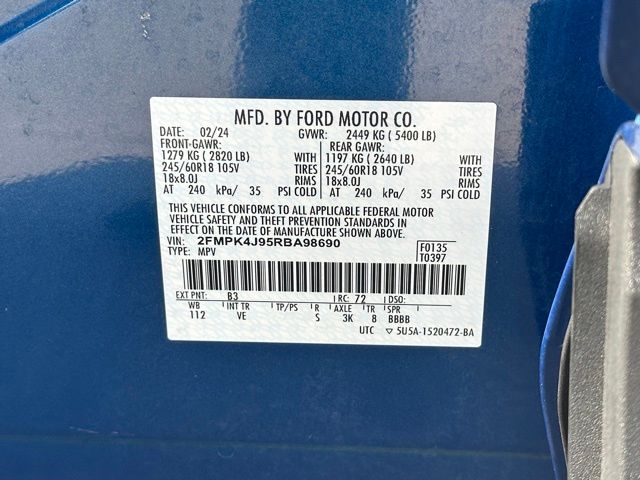 MFD. BY FORD MOTOR CO.
DATE: 02/24 GVWR: 2449 KG ( 5400 LB)
FRONT-GAWR: REAR GAWR:
1279 KG ( 2820 LB) WITH 1197 KG ( 2640 LB) WITH
245/60R18 105V TIRES 245/60R18 105V TIRES
18x8.0J RIMS 18x8.0J RIMS
AT 240 kPa/ 35 PSI COLD AT 240 kPa/ 35 PSI COLD
THIS VEHICLE CONFORMS TO ALL APPLICABLE FEDERAL MOTOR
VEHICLE SAFETY AND THEFT PREVENTION STANDARDS IN
EFFECT ON THE DATE OF MANUFACTURE SHOWN ABOVE.
VIN: 2FMPK4J95RBA98690 F0135
TYPE: MPV T0397
EXT PNT: B3 RC: 72 DSO:
WB INT TR TP/PS R AXLE TR SPR
112 VE S 3K 8 BBBB
UTC 5U5A-1520472-BA